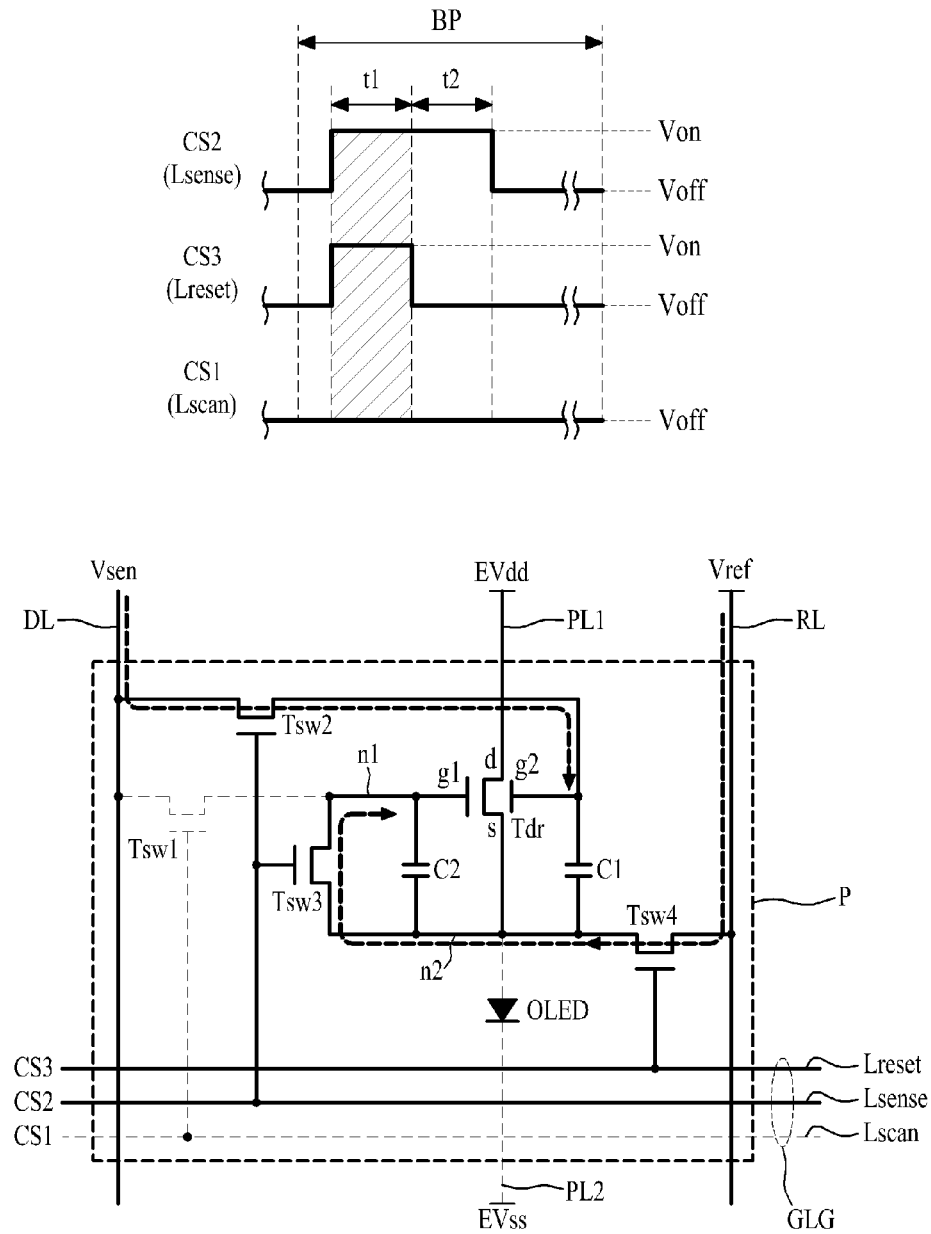 BP
t1 t2
CS2
(Lsense)
Von
Voff
CS3
(Lreset)
Von
Voff
CS1
(Lscan)
Voff
Vsen EVdd Vref
DL PL1 RL
Tsw2
n1 g1 d g2
s Tdr
Tsw1
Tsw3 C2 C1
Tsw4 P
n2
OLED
CS3 Lreset
CS2 Lsense
CS1 Lscan
PL2
EVss GLG